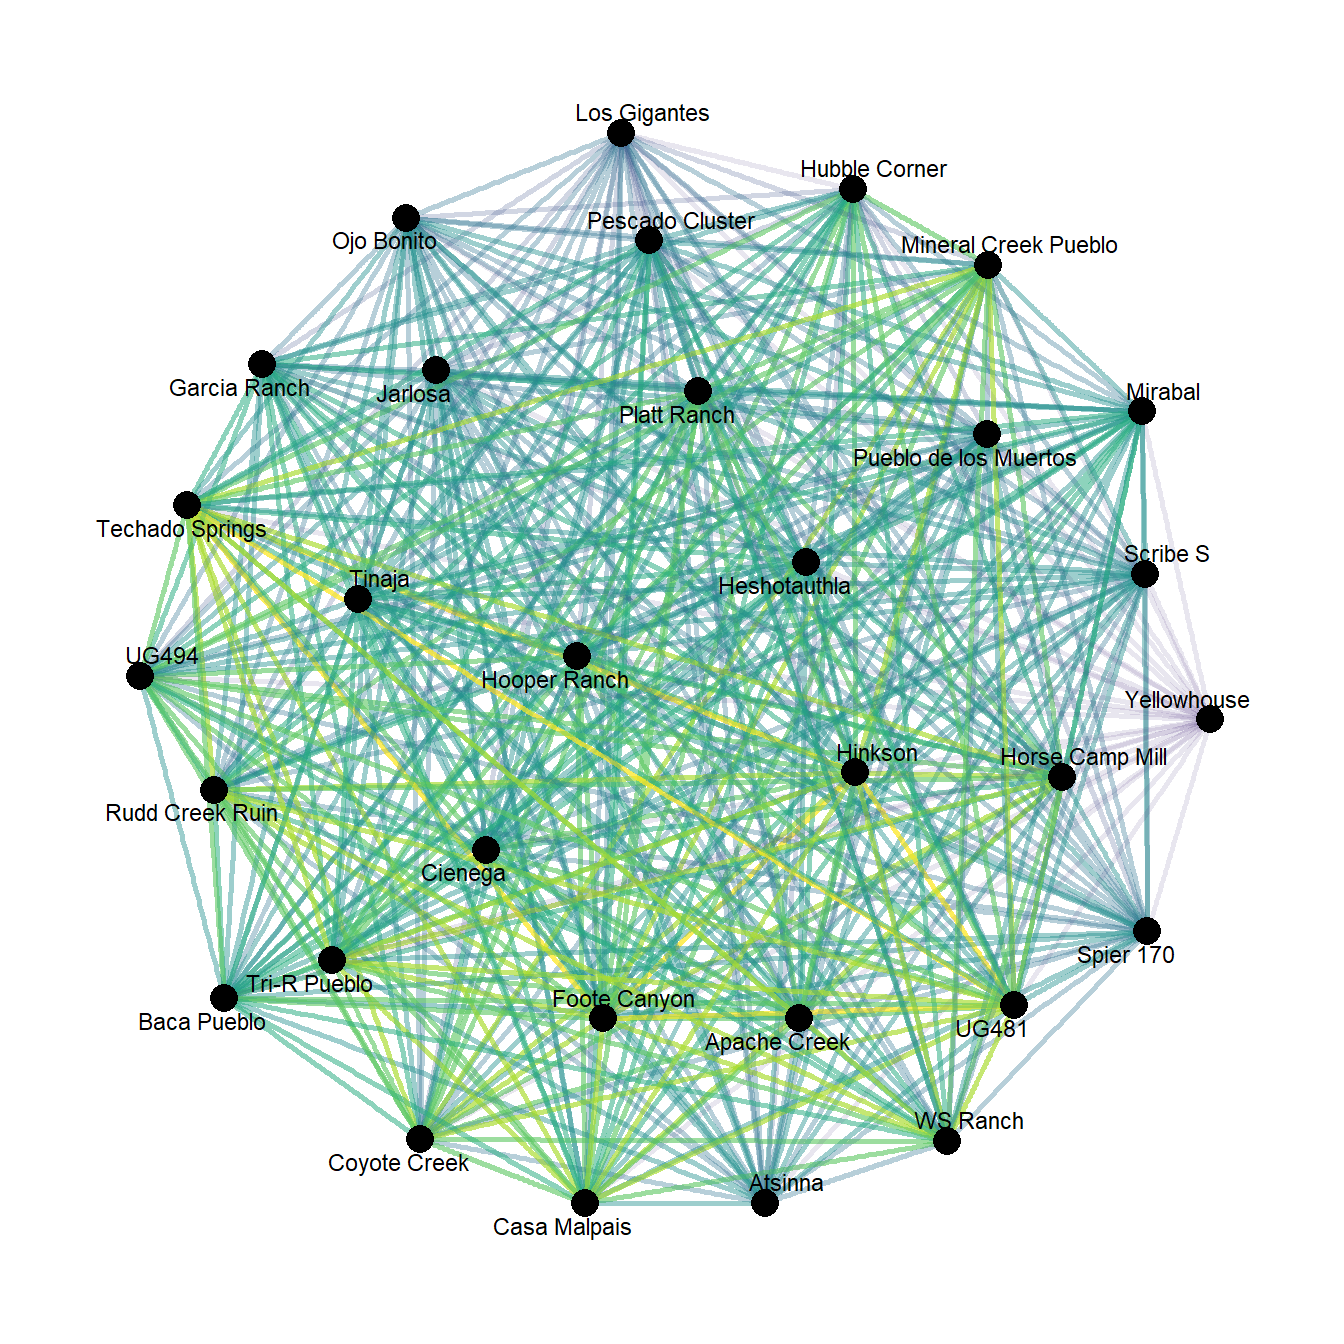 Los Gigantes
Hubble Corner
Pescado Cluster
Ojo Bonito
Mineral Creek Pueblo
Garcia Ranch
Jarlosa
Mirabal
Platt Ranch
Pueblo de los Muertos
Techado Springs
Scribe S
Tinaja
Heshotauthla
UG494
Hooper Ranch
Yellowhouse
Hinkson
Horse Camp Mill
Rudd Creek Ruin
Cienega
Spier 170
Tri-R Pueblo
Foote Canyon
Baca Pueblo
UG481
Apache Creek
WS Ranch
Coyote Creek
Atsinna
Casa Malpais